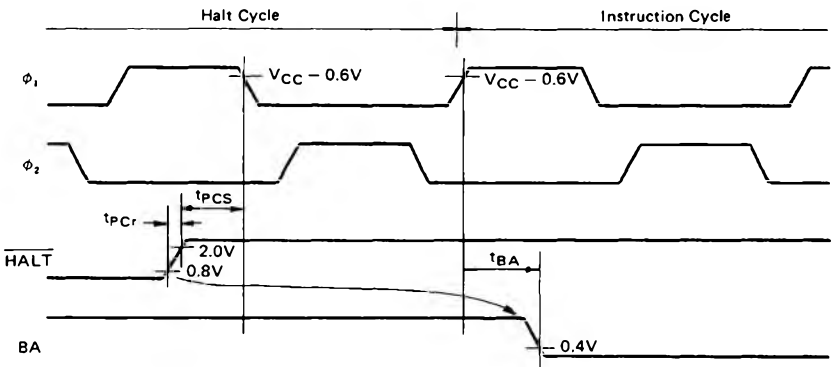 Halt Cycle Instruction Cycle
ϕ1 VCC – 0.6V VCC – 0.6V
ϕ2
tPCS
tPCr
HALT 2.0V
0.8V tBA
BA 0.4V